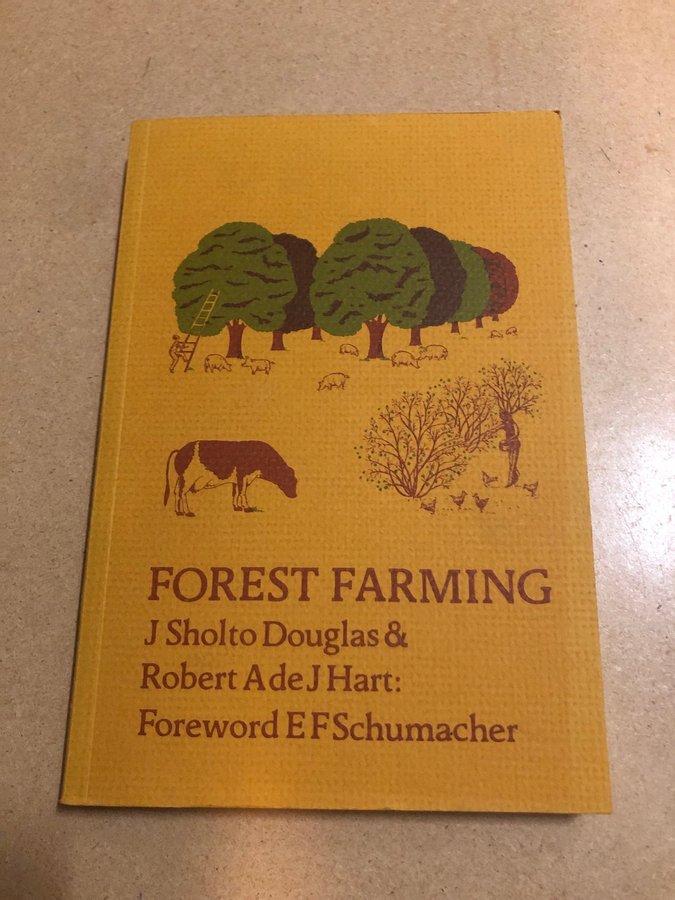 FOREST FARMING
J Sholto Douglas &
Robert A de J Hart:
Foreword E F Schumacher